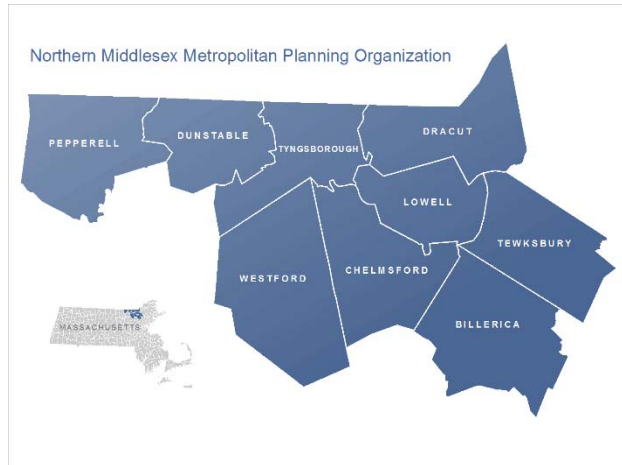 Northern Middlesex Metropolitan Planning Organization
PEPPERELL
DUNSTABLE
TYNGSBOROUGH
DRACUT
LOWELL
TEWKSBURY
WESTFORD
CHELMSFORD
BILLERICA
MASSACHUSETTS